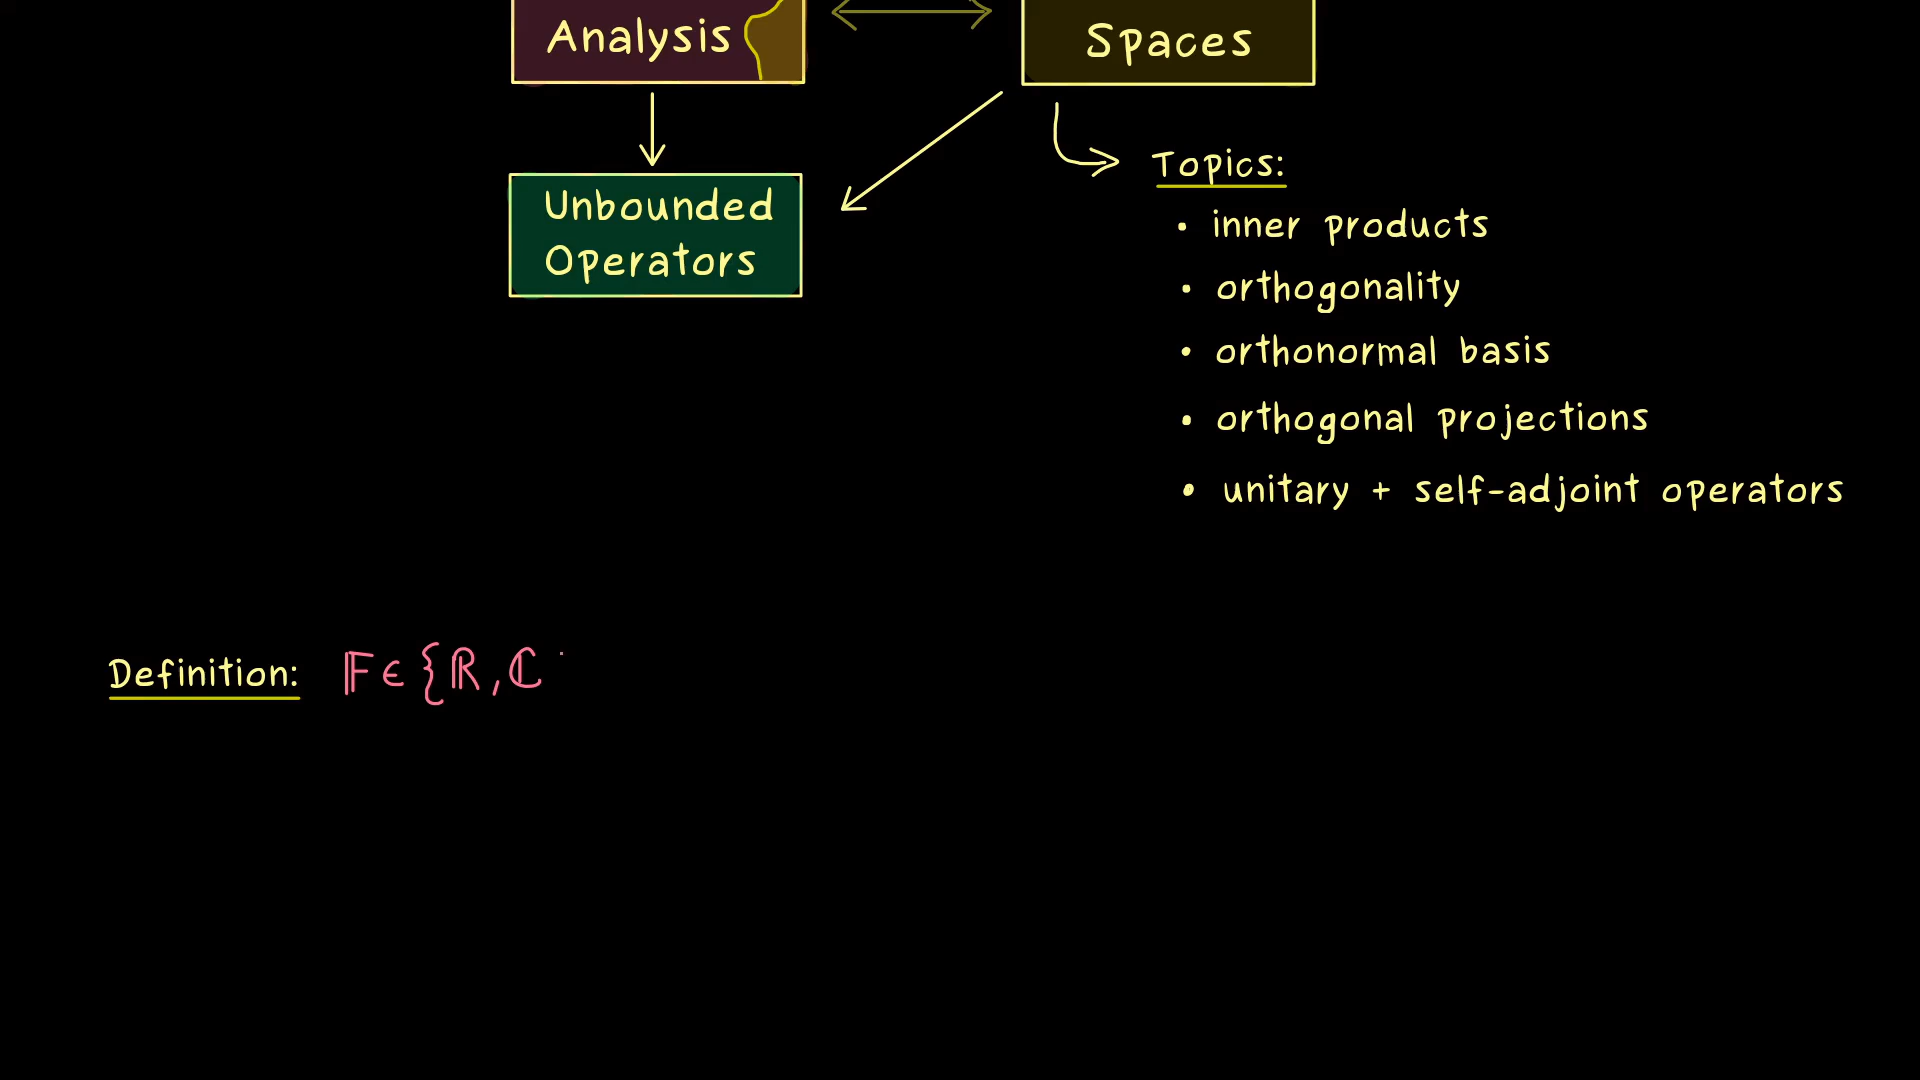 Analysis
Spaces
Unbounded
Operators
Topics:
• inner products
• orthogonality
• orthonormal basis
• orthogonal projections
• unitary + self-adjoint operators
Definition: 𝔽 ∈ {ℝ, ℂ